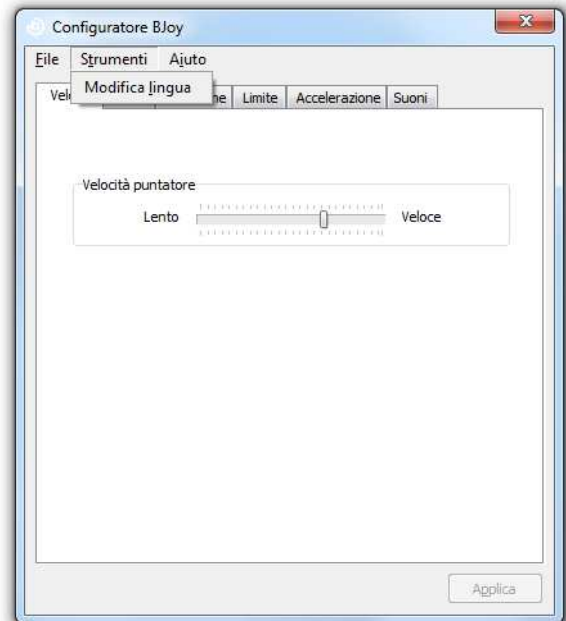 Configuratore BJoy
File Strumenti Aiuto
Modifica lingua
Limite Accelerazione Suoni
Velocità puntatore
Lento Veloce
Applica